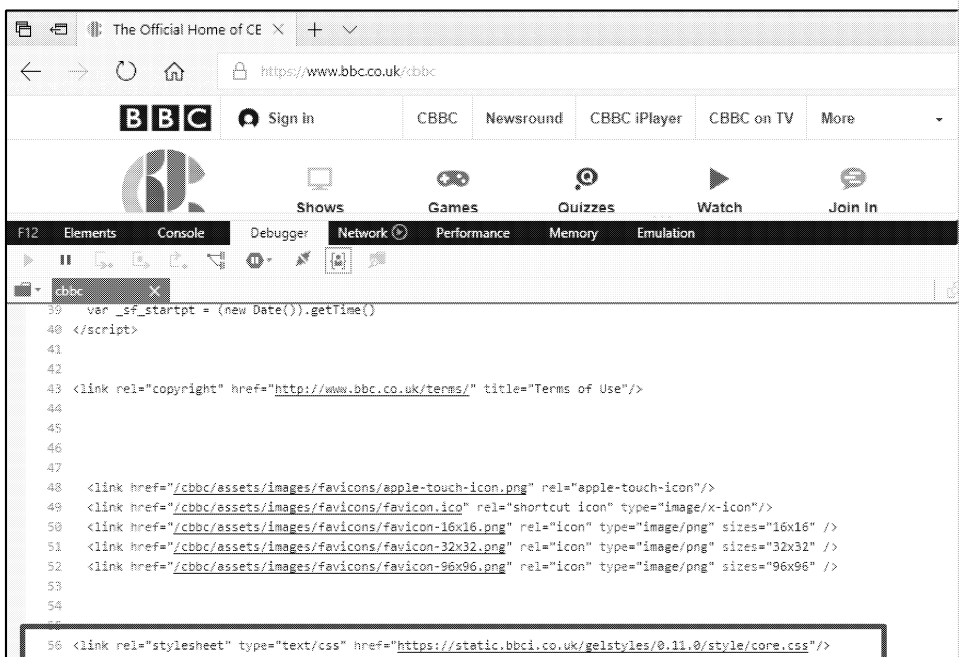 The Official Home of CE
https://www.bbc.co.uk/cbbc
BBC Sign in CBBC Newsround CBBC iPlayer CBBC on TV More
Shows Games Quizzes Watch Join In
F12 Elements Console Debugger Network Performance Memory Emulation
cbbc
39 var _sf_startpt = (new Date()).getTime()
40 </script>
41
42
43 <link rel="copyright" href="http://www.bbc.co.uk/terms/" title="Terms of Use"/>
44
45
46
47
48 <link href="/cbbc/assets/images/favicons/apple-touch-icon.png" rel="apple-touch-icon"/>
49 <link href="/cbbc/assets/images/favicons/favicon.ico" rel="shortcut icon" type="image/x-icon"/>
50 <link href="/cbbc/assets/images/favicons/favicon-16x16.png" rel="icon" type="image/png" sizes="16x16" />
51 <link href="/cbbc/assets/images/favicons/favicon-32x32.png" rel="icon" type="image/png" sizes="32x32" />
52 <link href="/cbbc/assets/images/favicons/favicon-96x96.png" rel="icon" type="image/png" sizes="96x96" />
53
54
55
56 <link rel="stylesheet" type="text/css" href="https://static.bbci.co.uk/gelstyles/0.11.0/style/core.css"/>